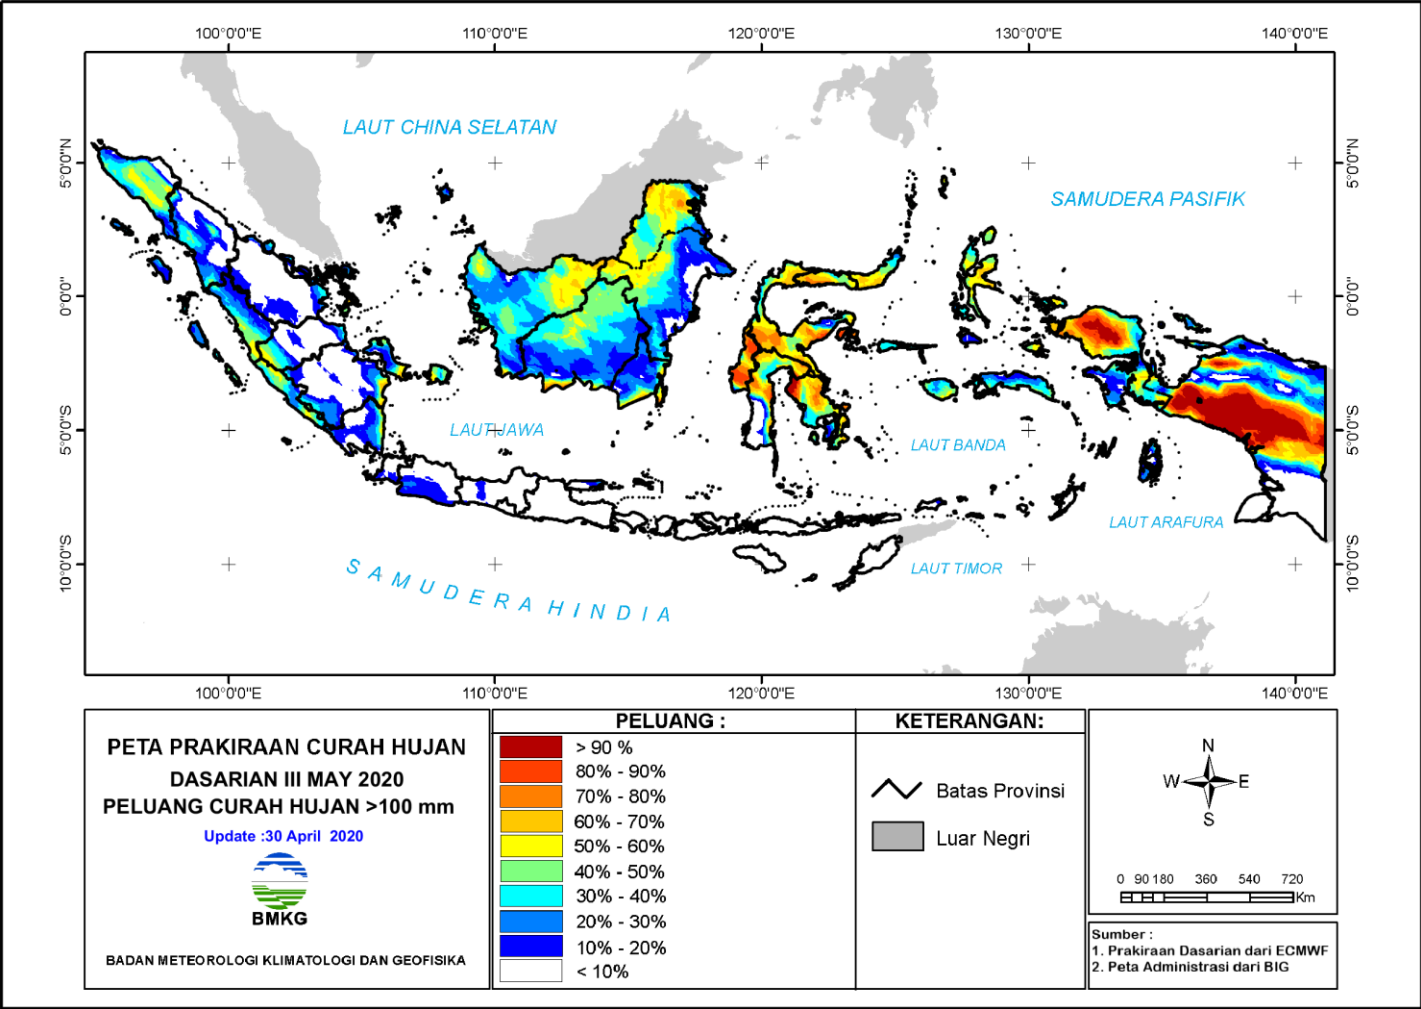 100°0'0"E 110°0'0"E 120°0'0"E 130°0'0"E 140°0'0"E
5°0'0"N
0°0'0"
5°0'0"S
10°0'0"S
LAUT CHINA SELATAN
SAMUDERA PASIFIK
LAUT JAWA
LAUT BANDA
LAUT ARAFURA
LAUT TIMOR
SAMUDERA HINDIA
5°0'0"N
0°0'0"
5°0'0"S
10°0'0"S
100°0'0"E 110°0'0"E 120°0'0"E 130°0'0"E 140°0'0"E
PETA PRAKIRAAN CURAH HUJAN
DASARIAN III MAY 2020
PELUANG CURAH HUJAN >100 mm
Update :30 April 2020
BMKG
BADAN METEOROLOGI KLIMATOLOGI DAN GEOFISIKA
PELUANG :
> 90 %
80% - 90%
70% - 80%
60% - 70%
50% - 60%
40% - 50%
30% - 40%
20% - 30%
10% - 20%
< 10%
KETERANGAN:
Batas Provinsi
Luar Negri
N
W E
S
0 90 180 360 540 720
Km
Sumber :
1. Prakiraan Dasarian dari ECMWF
2. Peta Administrasi dari BIG